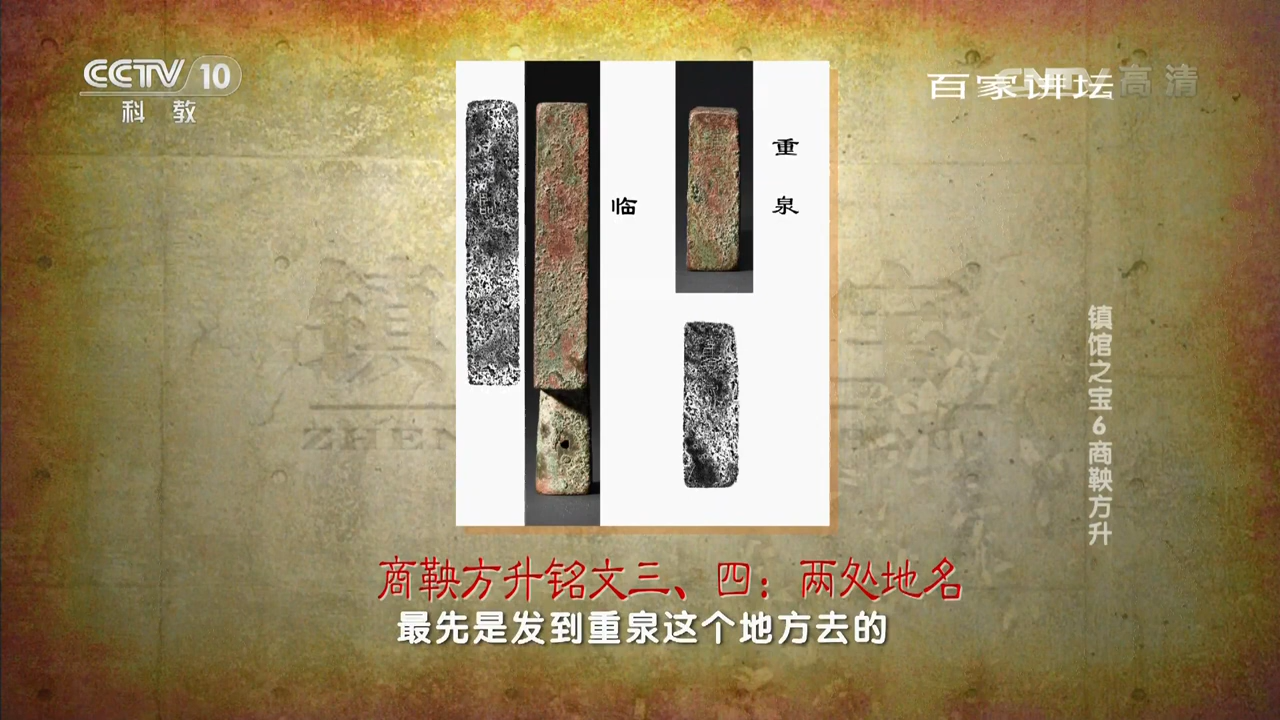 CCTV 10
科教
百家讲坛
高清
临
重泉
镇馆之宝6商鞅方升
商鞅方升铭文三、四：两处地名
最先是发到重泉这个地方去的